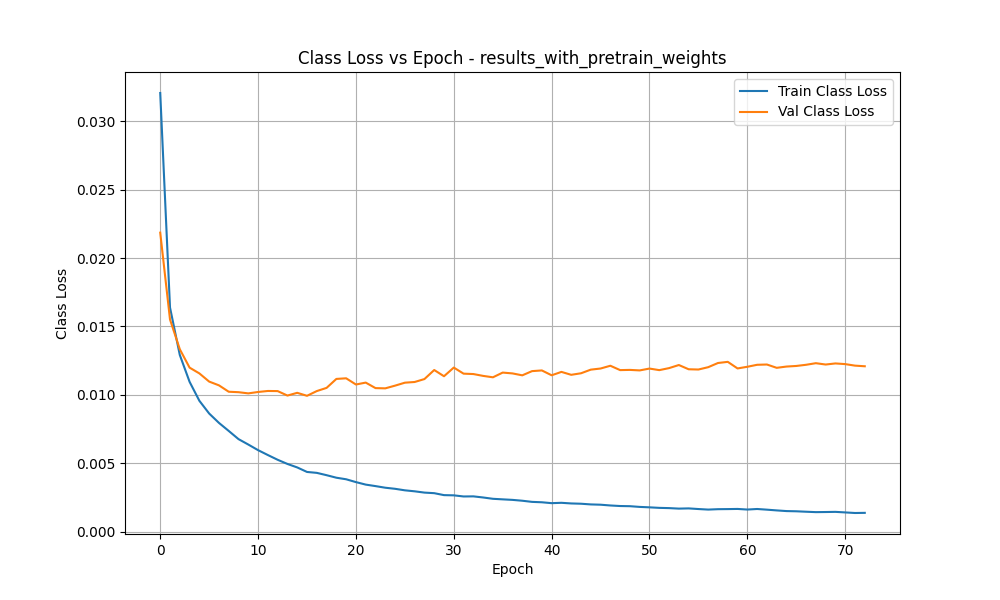 Class Loss vs Epoch - results_with_pretrain_weights
Train Class Loss
Val Class Loss
0.030
0.025
0.020
0.015
0.010
0.005
0.000
Class Loss
0 10 20 30 40 50 60 70
Epoch